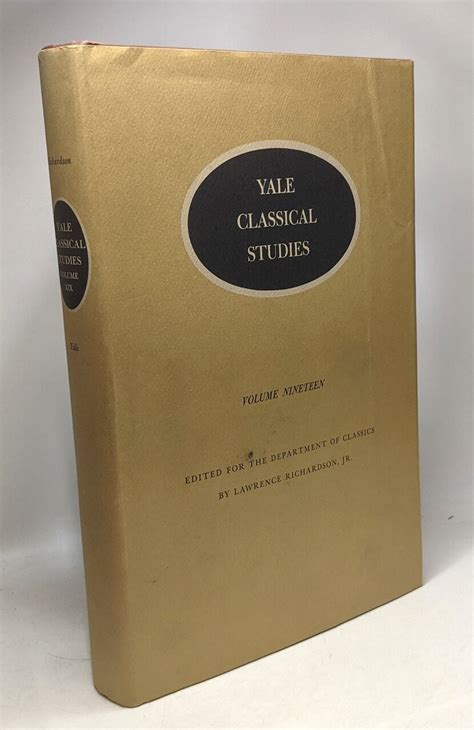 Richardson
YALE
CLASSICAL
STUDIES
VOLUME
XIX
Yale
YALE
CLASSICAL
STUDIES
VOLUME NINETEEN
EDITED FOR THE DEPARTMENT OF CLASSICS
BY LAWRENCE RICHARDSON, JR.